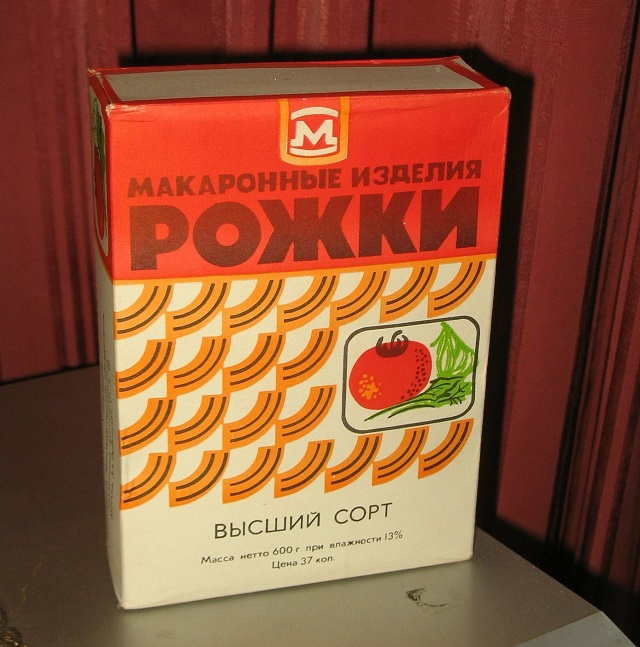 М
МАКАРОННЫЕ ИЗДЕЛИЯ
РОЖКИ
ВЫСШИЙ СОРТ
Масса нетто 600 г при влажности 13%
Цена 37 коп.